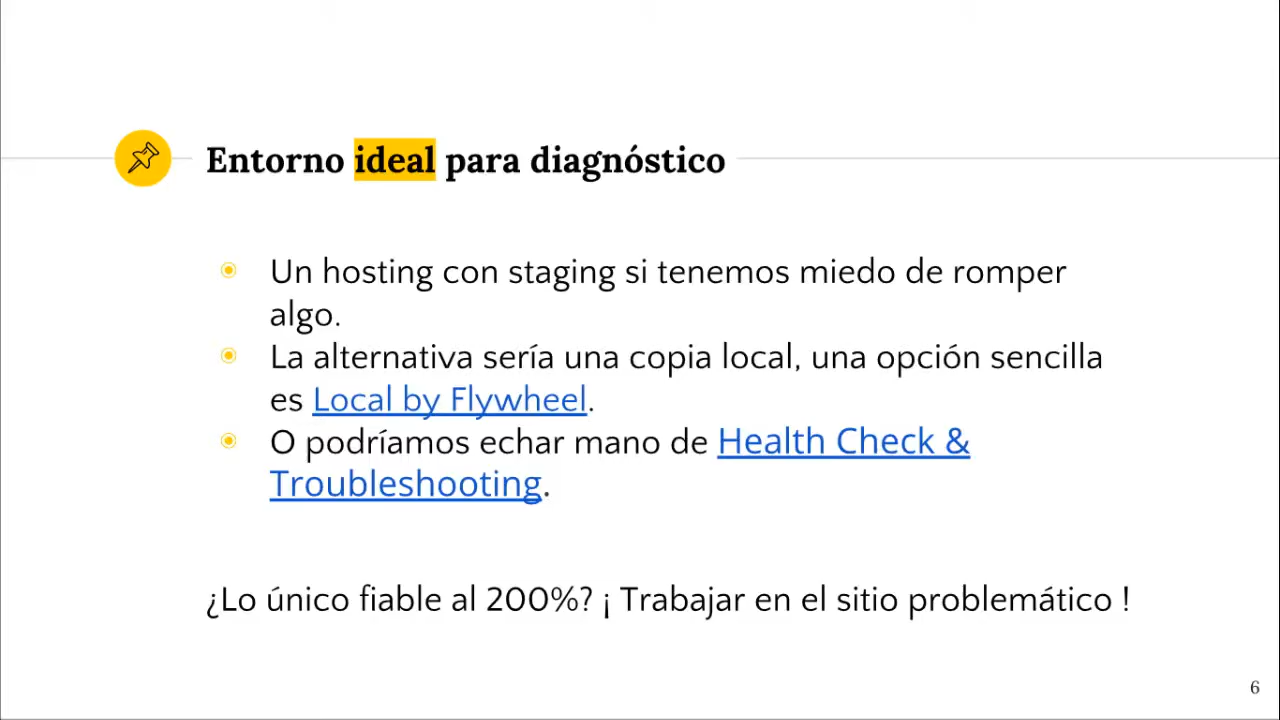 Entorno ideal para diagnóstico
Un hosting con staging si tenemos miedo de romper
algo.
La alternativa sería una copia local, una opción sencilla
es Local by Flywheel.
O podríamos echar mano de Health Check &
Troubleshooting.
¿Lo único fiable al 200%? ¡ Trabajar en el sitio problemático !
6